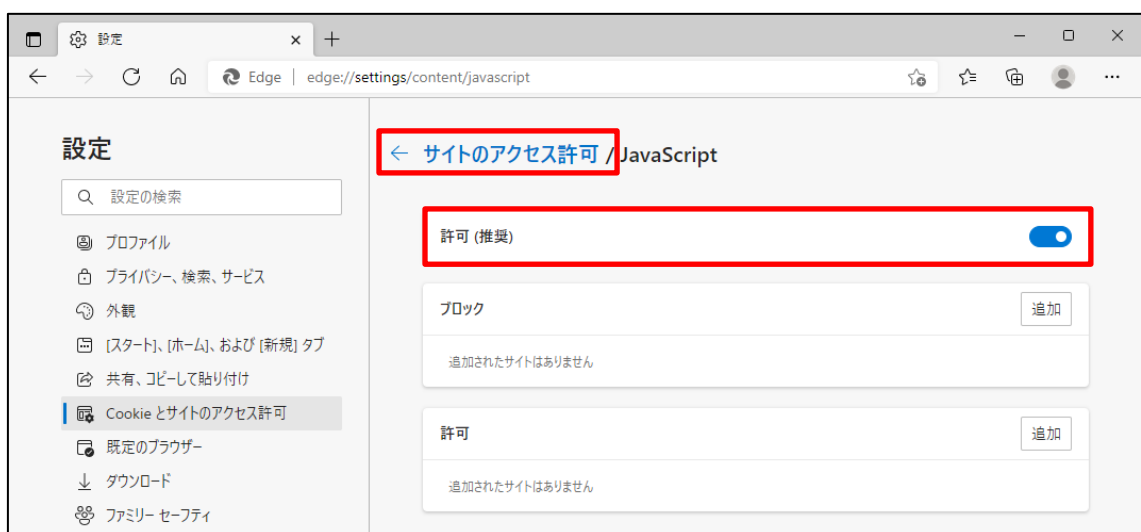 設定
Edge | edge://settings/content/javascript
設定
設定の検索
プロファイル
プライバシー、検索、サービス
外観
[スタート]、[ホーム]、および [新規] タブ
共有、コピーして貼り付け
Cookie とサイトのアクセス許可
既定のブラウザー
ダウンロード
ファミリー セーフティ
サイトのアクセス許可 / JavaScript
許可 (推奨)
ブロック
追加
追加されたサイトはありません
許可
追加
追加されたサイトはありません